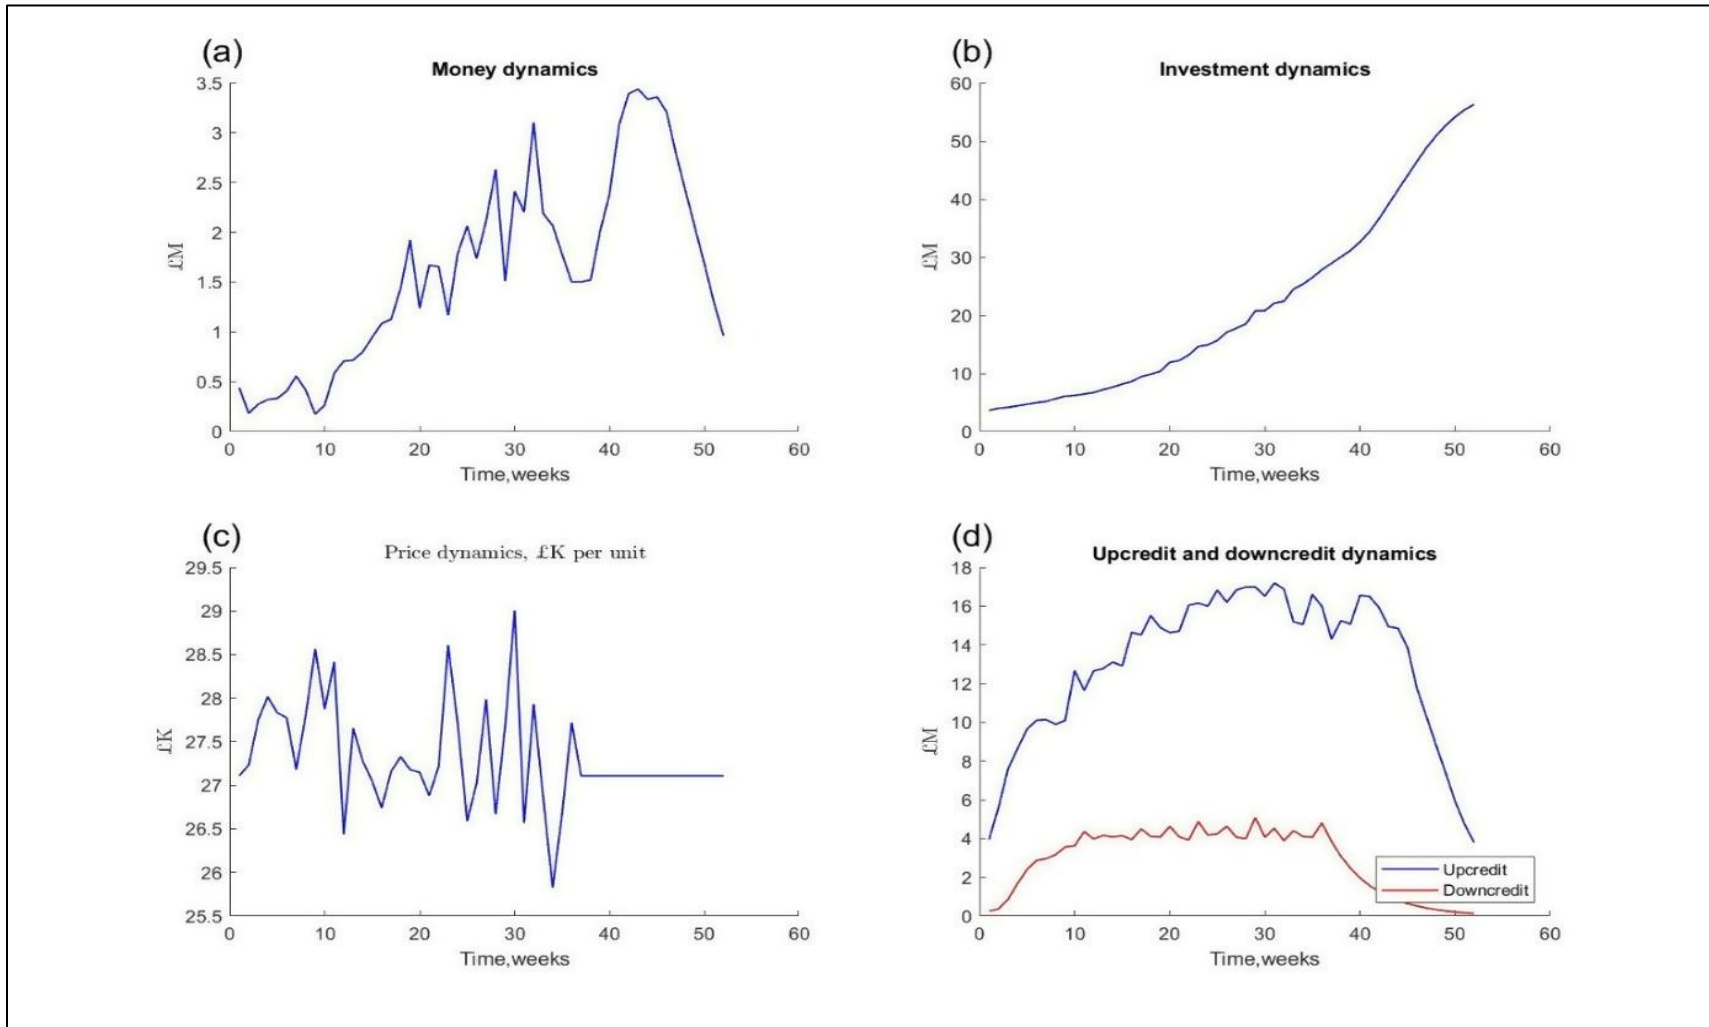 (a)
Money dynamics
3.5
3
2.5
2
1.5
1
0.5
0
£M
0 10 20 30 40 50 60
Time,weeks
(b)
Investment dynamics
60
50
40
30
20
10
0
£M
0 10 20 30 40 50 60
Time,weeks
(c)
Price dynamics, £K per unit
29.5
29
28.5
28
27.5
27
26.5
26
25.5
£K
0 10 20 30 40 50 60
Time,weeks
(d)
Upcredit and downcredit dynamics
18
16
14
12
10
8
6
4
2
0
£M
Upcredit
Downcredit
0 10 20 30 40 50 60
Time,weeks